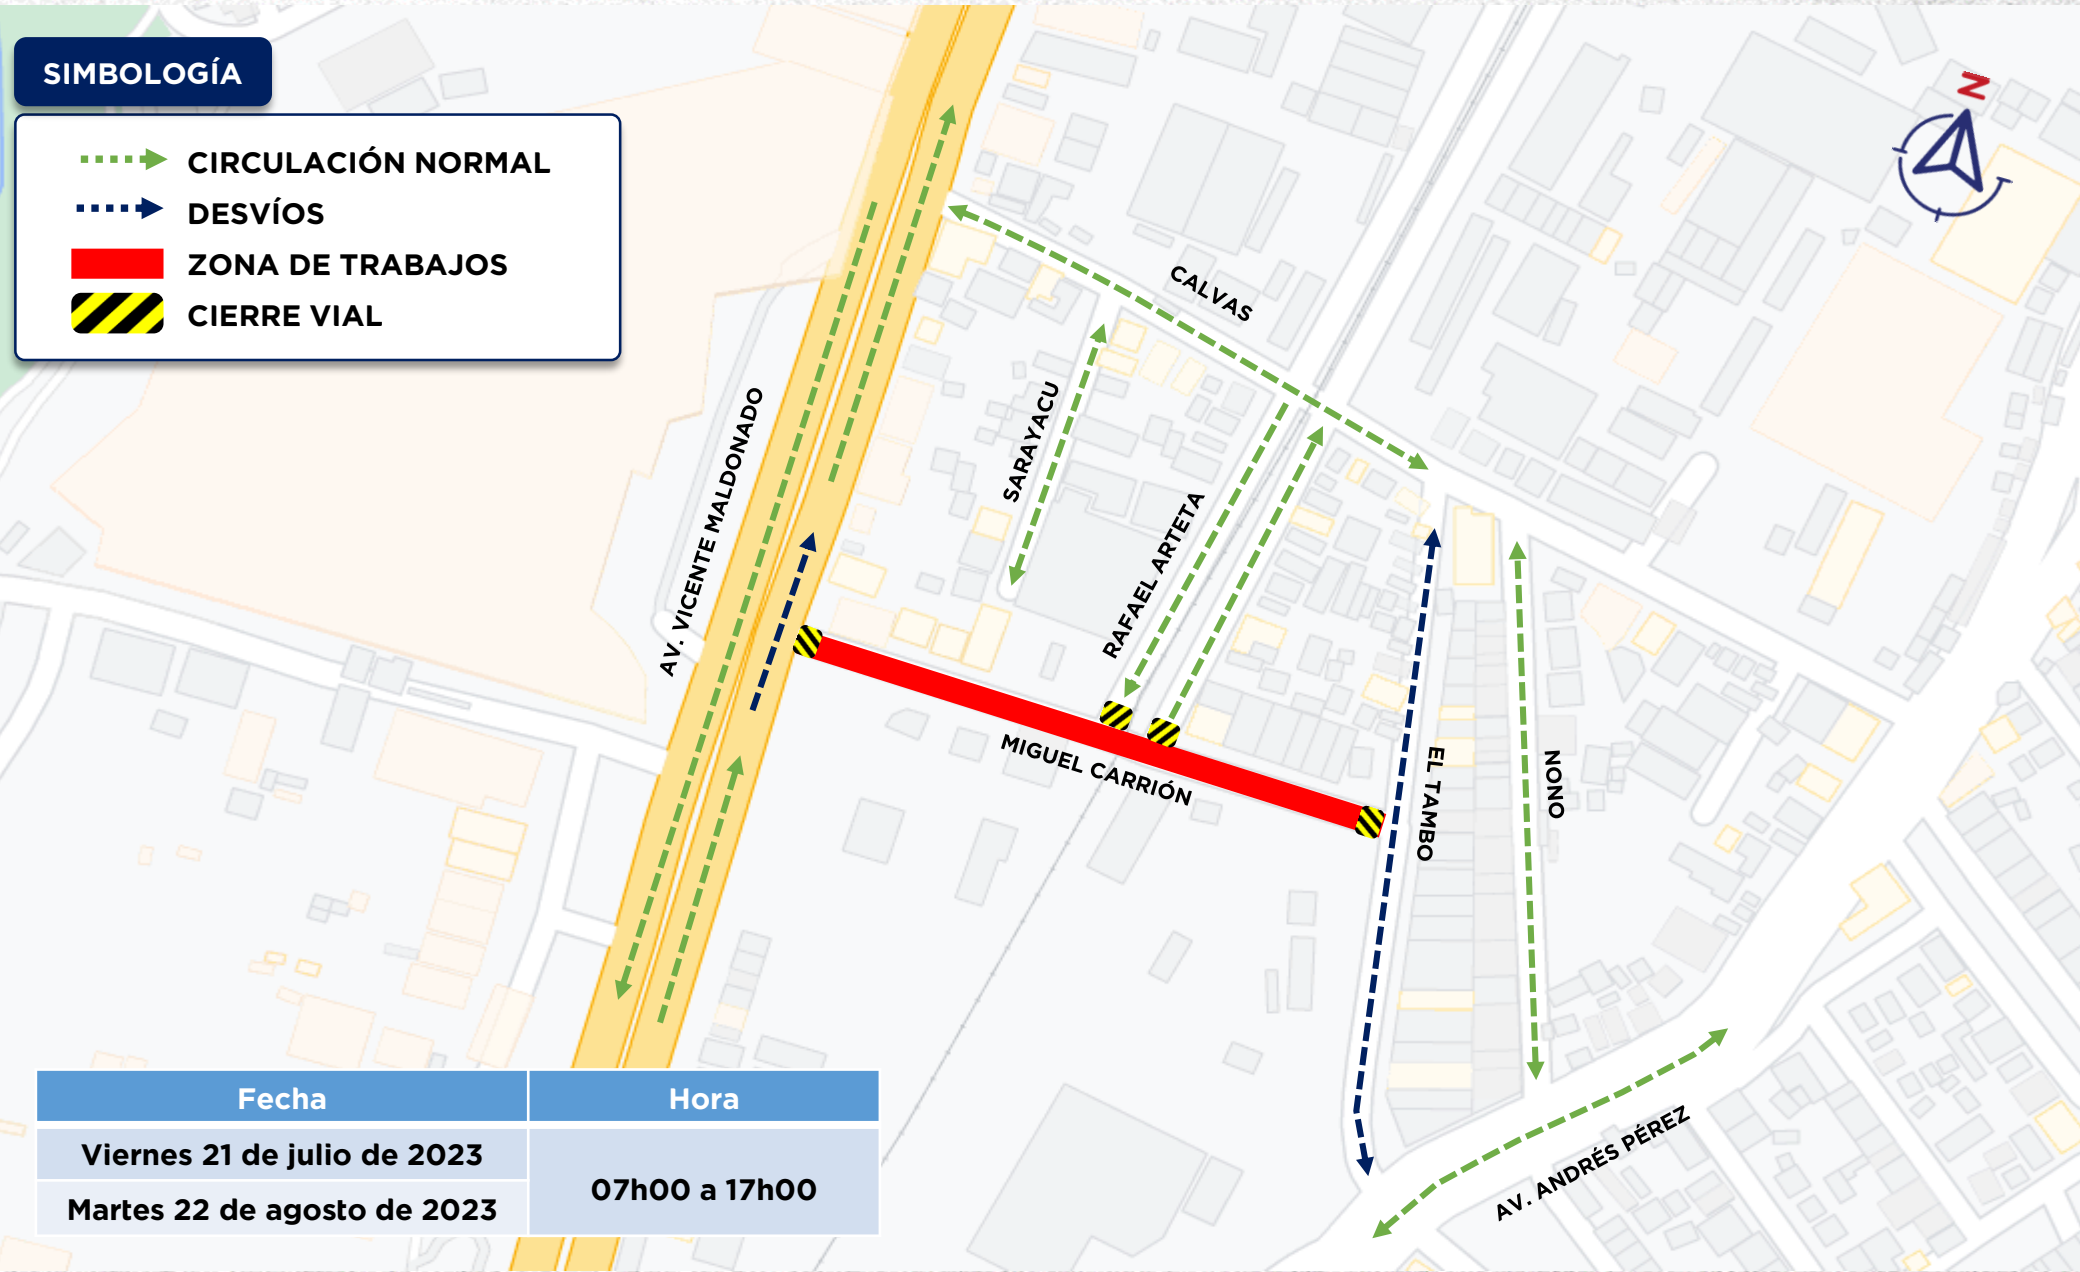 SIMBOLOGÍA
CIRCULACIÓN NORMAL
DESVÍOS
ZONA DE TRABAJOS
CIERRE VIAL
N
CALVAS
SARAYACU
AV. VICENTE MALDONADO
RAFAEL ARTETA
MIGUEL CARRIÓN
EL TAMBO
NONO
AV. ANDRÉS PÉREZ
Fecha
Hora
Viernes 21 de julio de 2023
07h00 a 17h00
Martes 22 de agosto de 2023